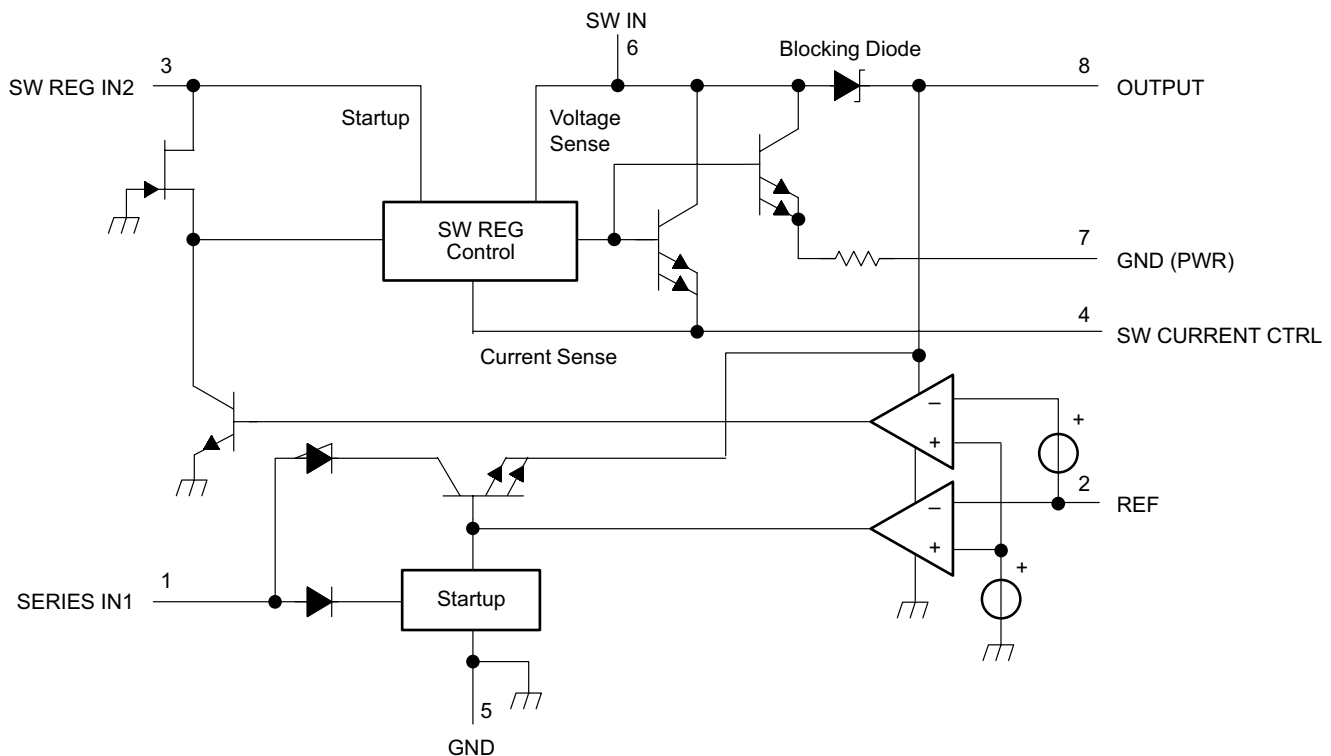 SW IN
6
Blocking Diode
3
8
SW REG IN2
OUTPUT
Startup
Voltage
Sense
SW REG
Control
7
GND (PWR)
4
SW CURRENT CTRL
Current Sense
–
+
+
2
–
REF
+
+
1
SERIES IN1
Startup
5
GND